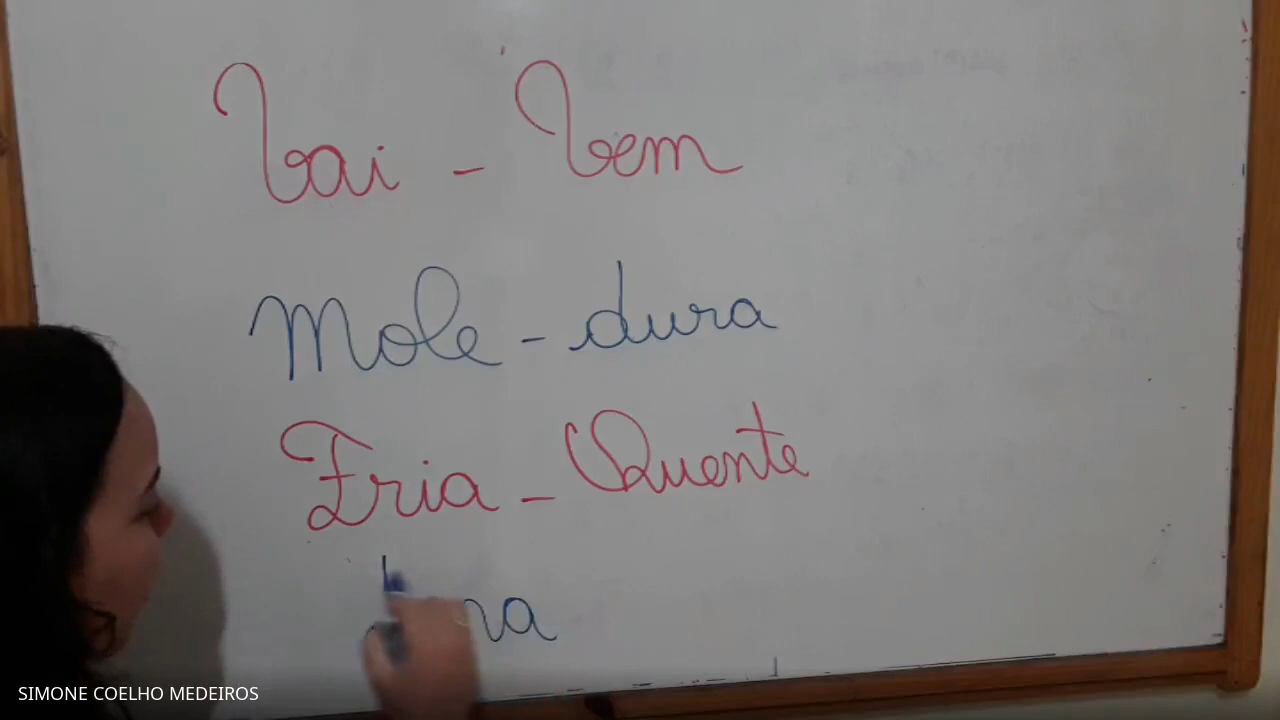 Vai - Vem
Mole - dura
Fria - Quente
SIMONE COELHO MEDEIROS